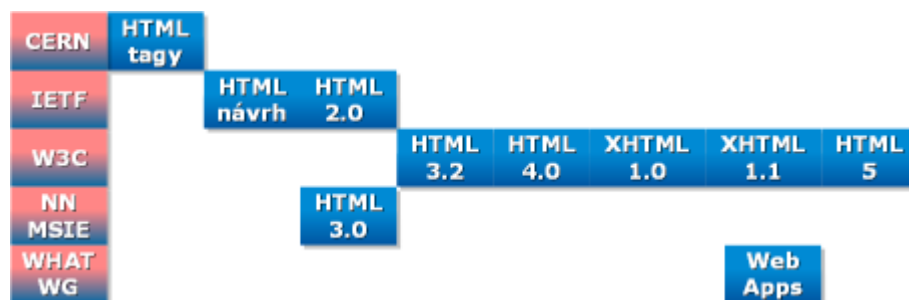 CERN
HTML
tagy
IETF
HTML
návrh
HTML
2.0
W3C
HTML
3.2
HTML
4.0
XHTML
1.0
XHTML
1.1
HTML
5
NN
MSIE
HTML
3.0
WHAT
WG
Web
Apps